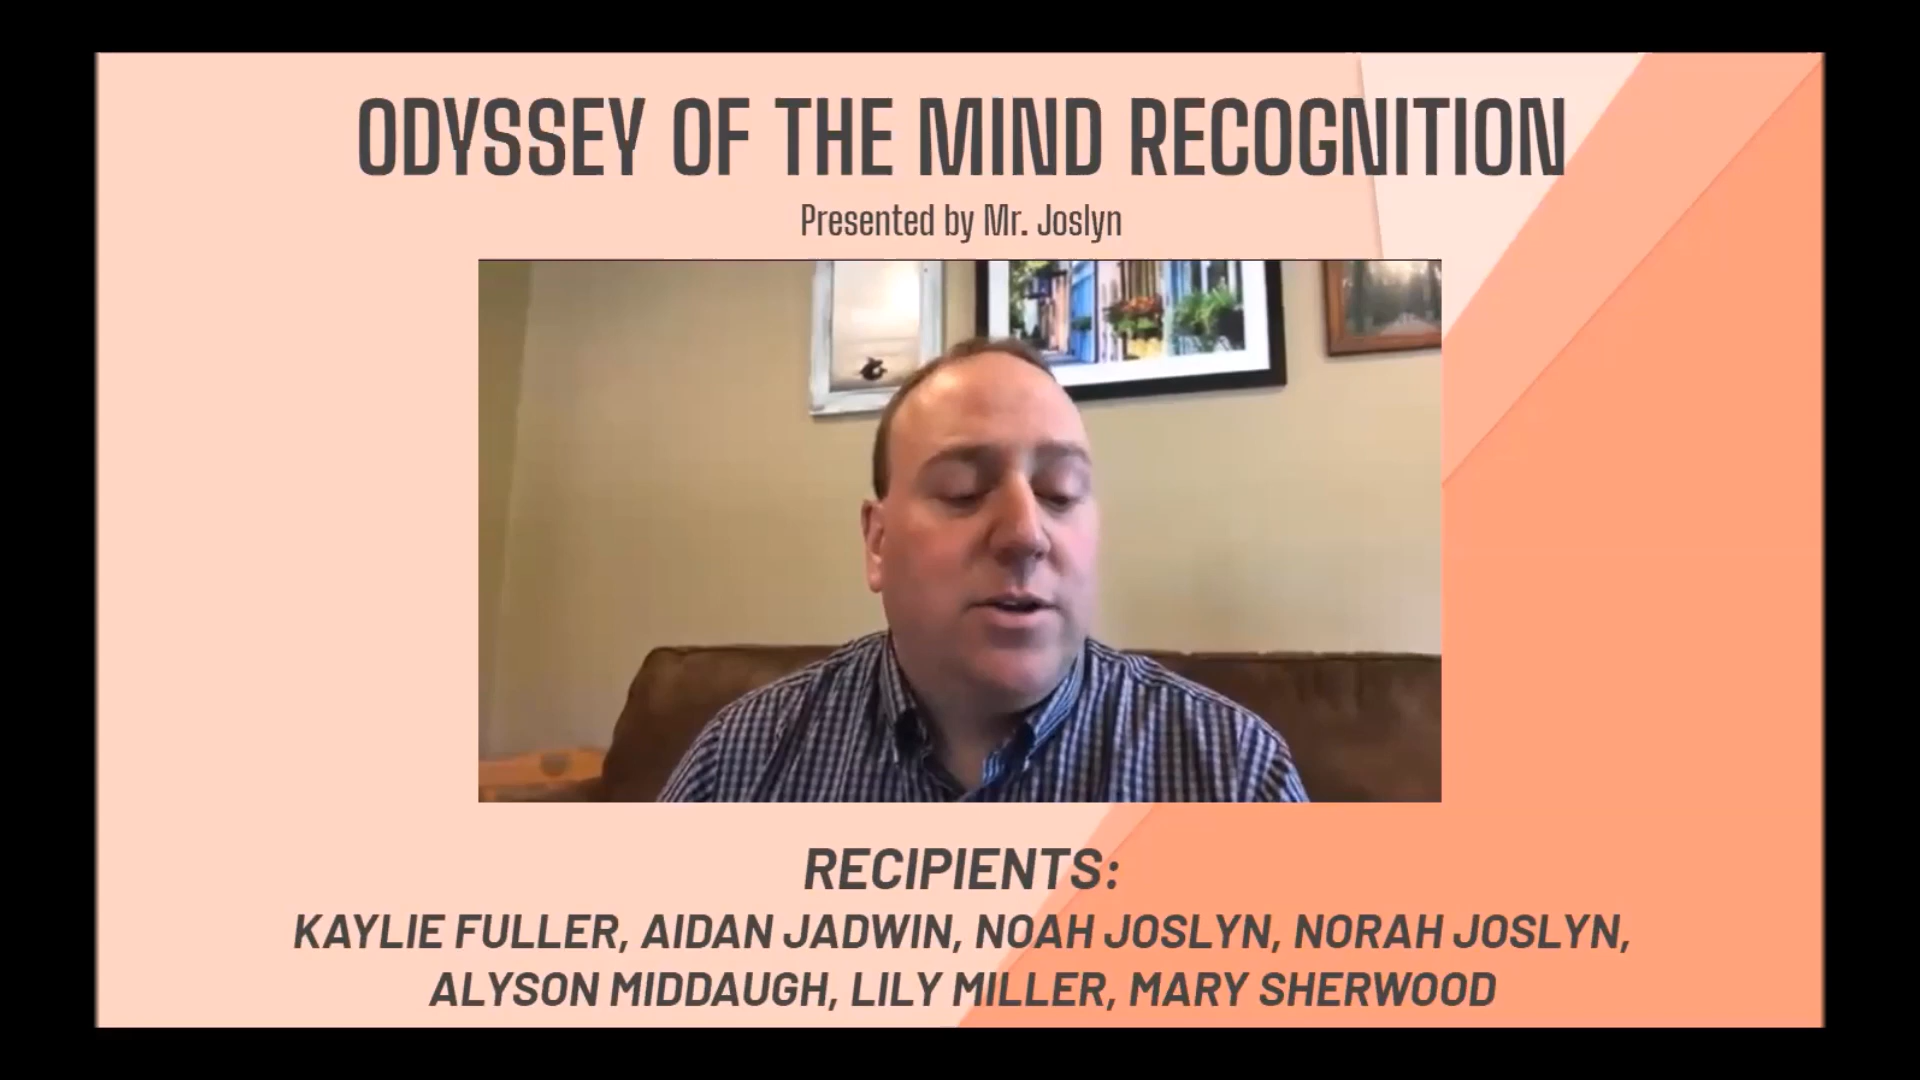 ODYSSEY OF THE MIND RECOGNITION
Presented by Mr. Joslyn
RECIPIENTS:
KAYLIE FULLER, AIDAN JADWIN, NOAH JOSLYN, NORAH JOSLYN,
ALYSON MIDDAUGH, LILY MILLER, MARY SHERWOOD